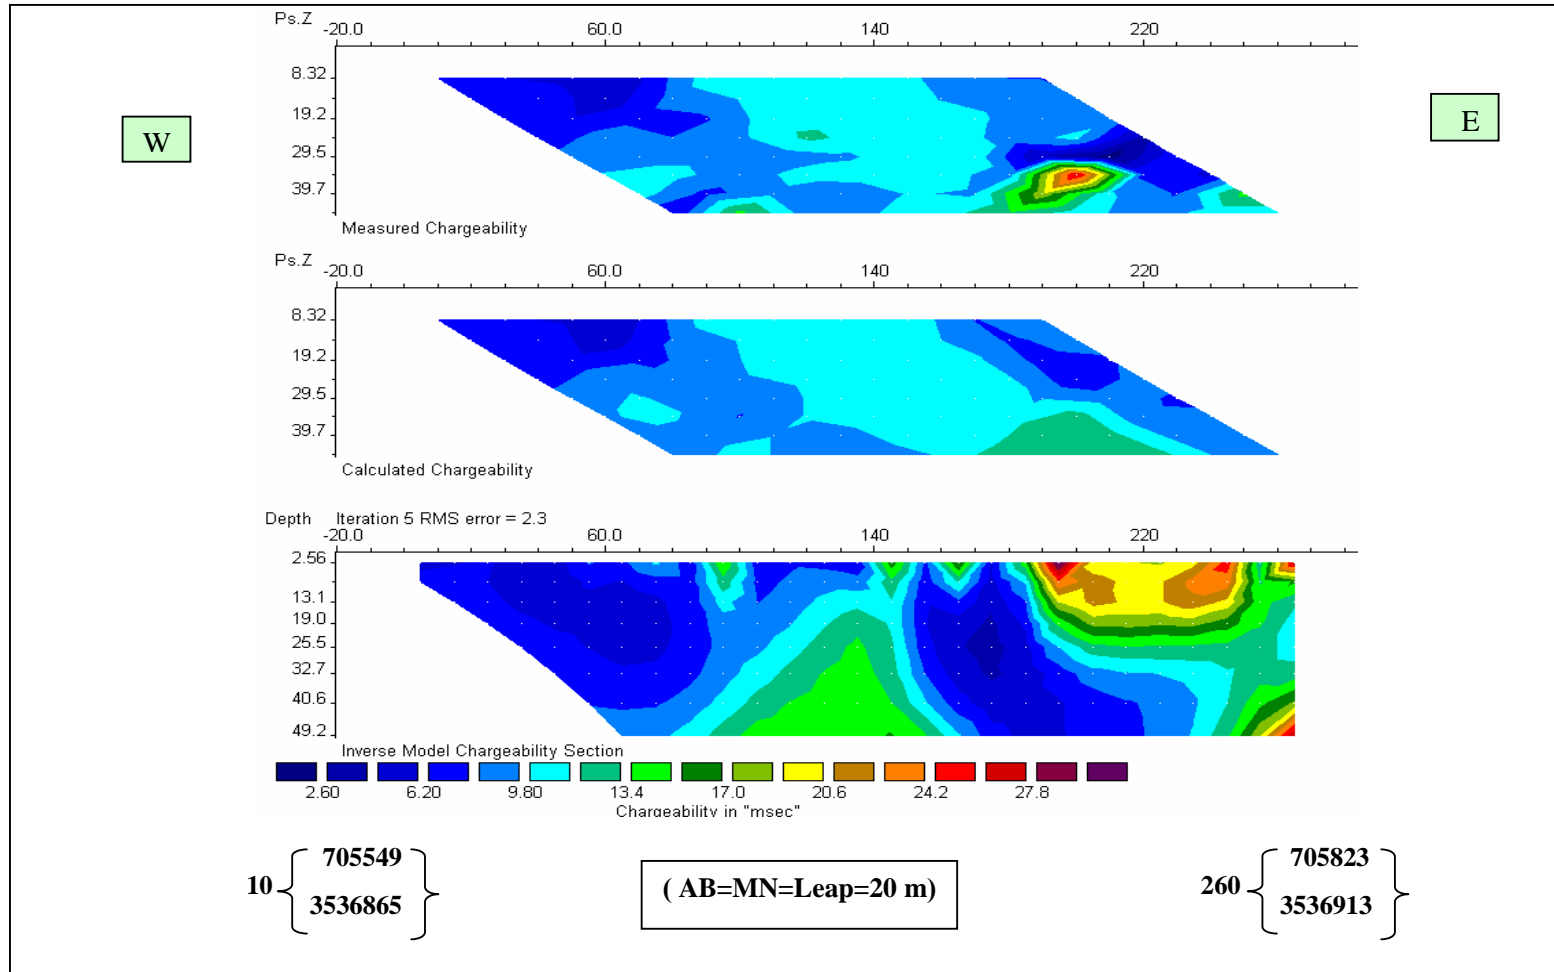 Ps.Z
-20.0 60.0 140 220
8.32
19.2
29.5
39.7
Measured Chargeability
W
E
Ps.Z
-20.0 60.0 140 220
8.32
19.2
29.5
39.7
Calculated Chargeability
Depth Iteration 5 RMS error = 2.3
-20.0 60.0 140 220
2.56
13.1
19.0
25.5
32.7
40.6
49.2
Inverse Model Chargeability Section
2.60 6.20 9.80 13.4 17.0 20.6 24.2 27.8
Chargeability in "msec"
10 705549
3536865
( AB=MN=Leap=20 m)
260 705823
3536913